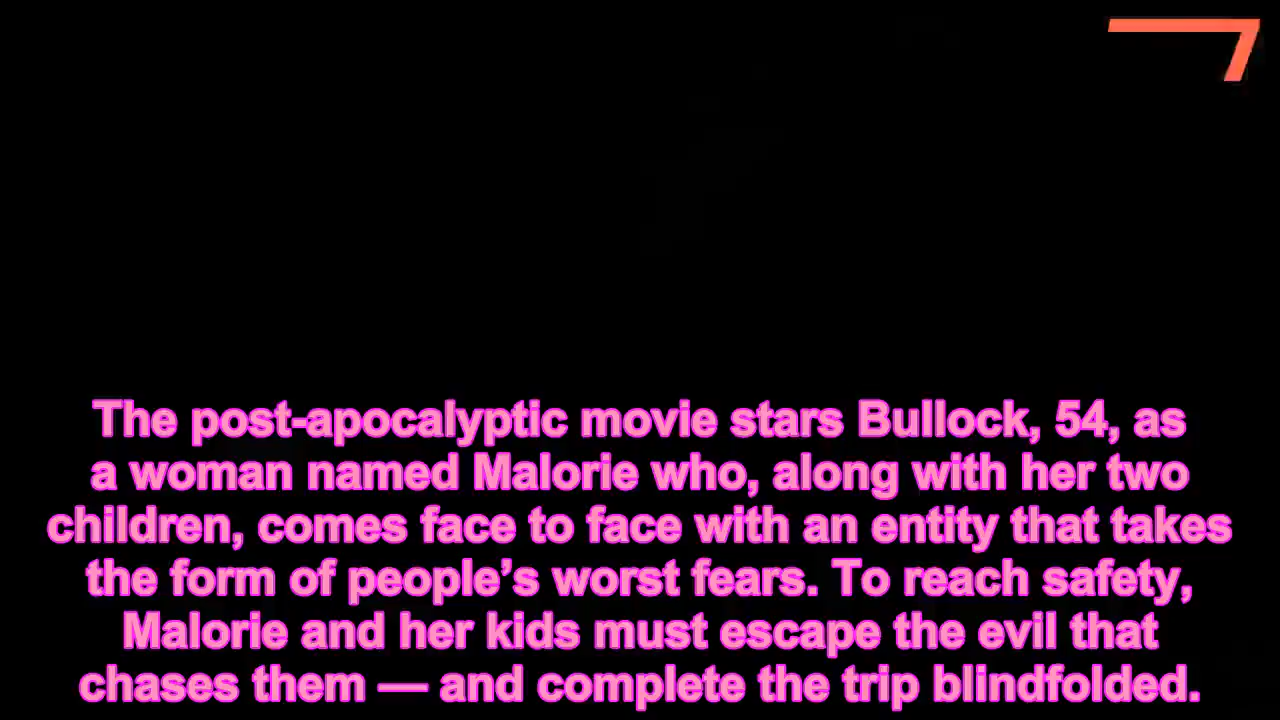 The post-apocalyptic movie stars Bullock, 54, as
a woman named Malorie who, along with her two
children, comes face to face with an entity that takes
the form of people’s worst fears. To reach safety,
Malorie and her kids must escape the evil that
chases them — and complete the trip blindfolded.